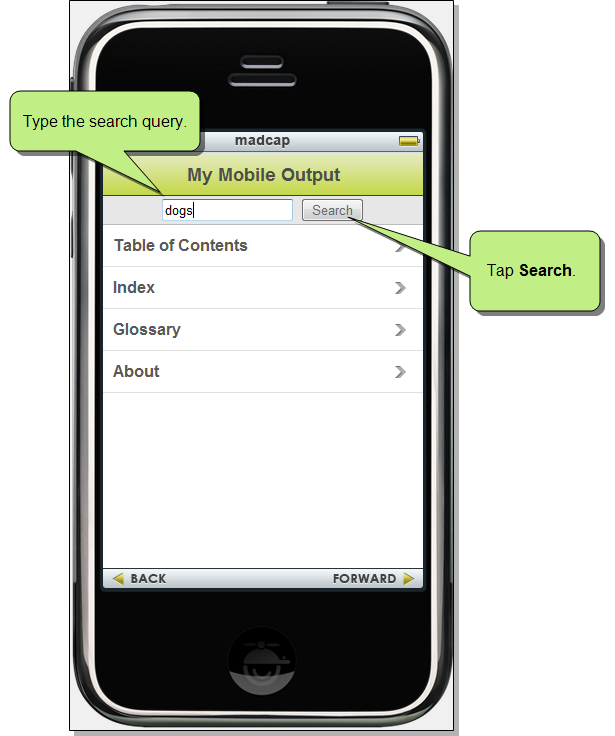 Type the search query.
madcap
My Mobile Output
dogs
Search
Tap Search.
Table of Contents
Index
Glossary
About
BACK
FORWARD